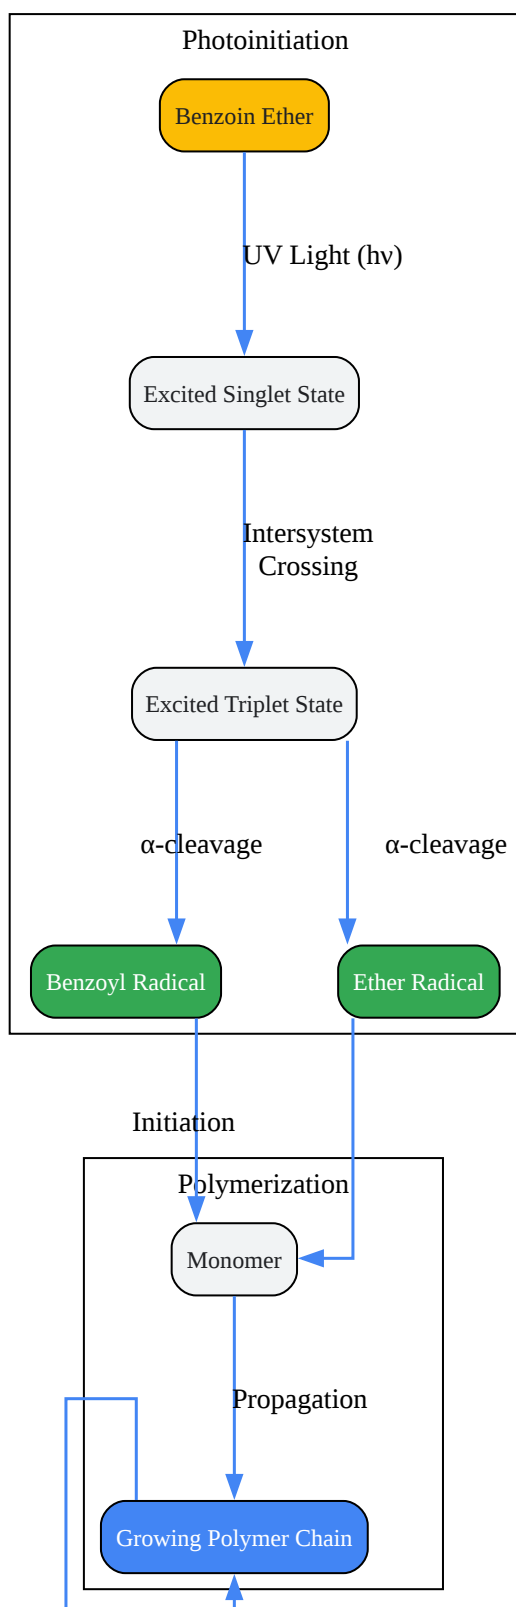 Photoinitiation
Benzoin Ether
UV Light (hν)
Excited Singlet State
Intersystem
Crossing
Excited Triplet State
α-cleavage
α-cleavage
Benzoyl Radical
Ether Radical
Initiation
Polymerization
Monomer
Propagation
Growing Polymer Chain